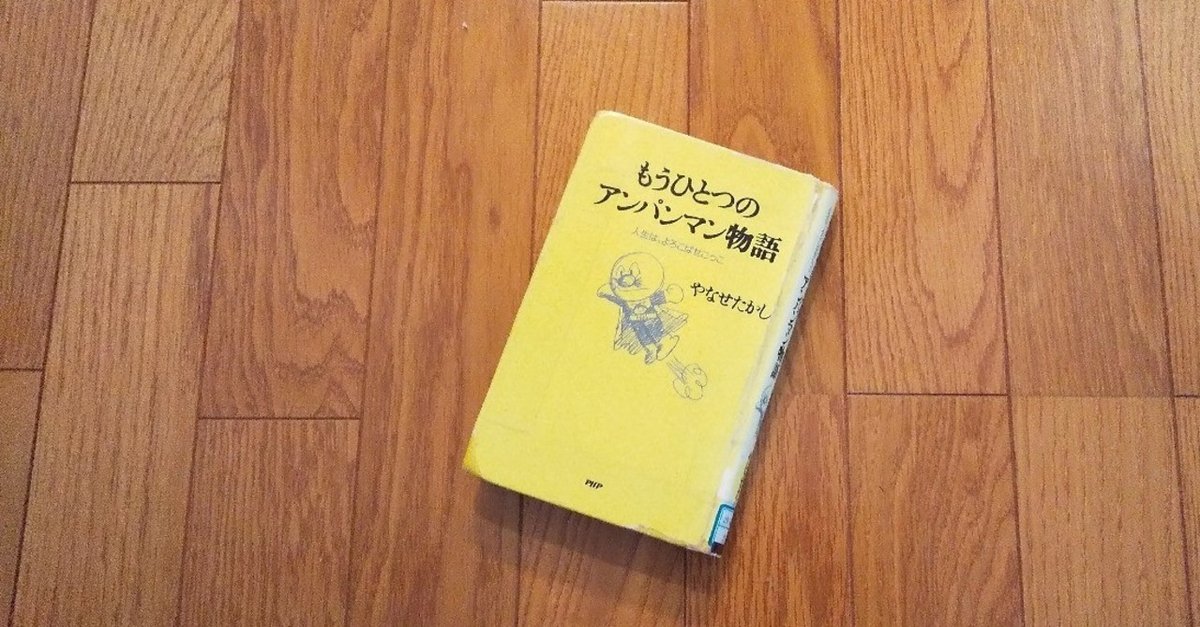 もうひとつの
アンパンマン物語
人生は、よろこばせごっこ
やなせたかし
PHP